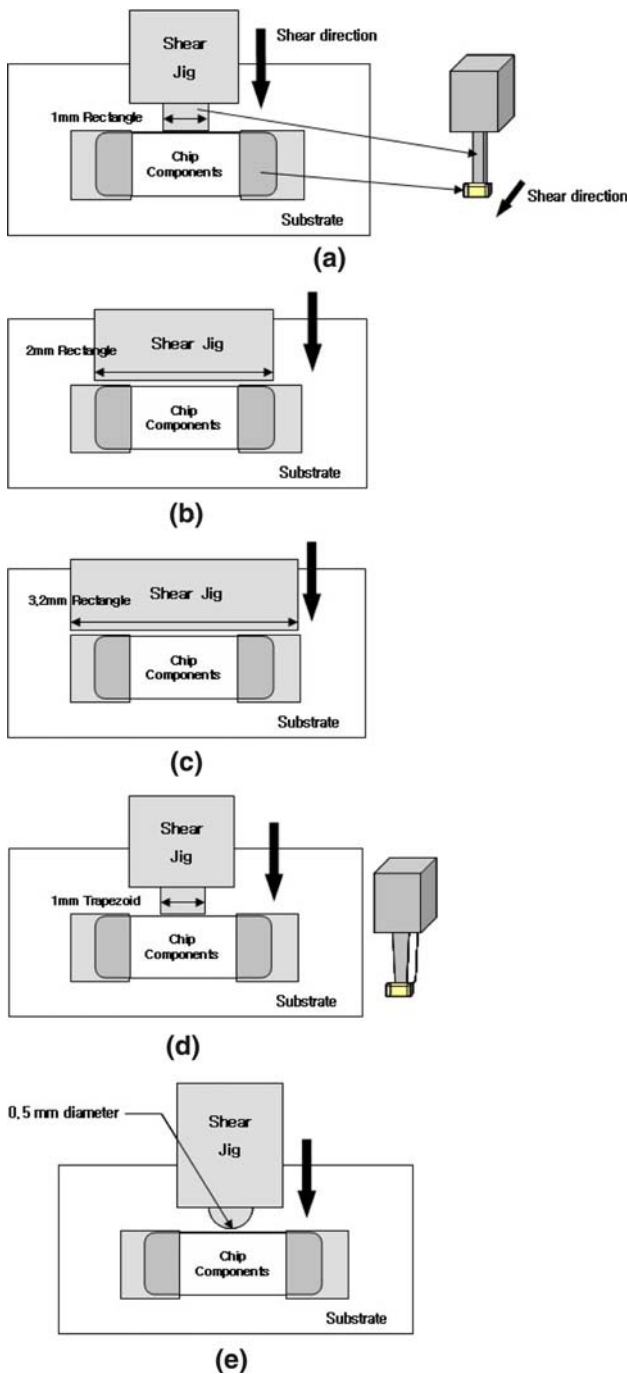 Shear
Jig
Shear direction
1mm Rectangle
Chip
Components
Substrate
Shear direction
(a)
Shear Jig
2mm Rectangle
Chip
Components
Substrate
(b)
Shear Jig
3,2mm Rectangle
Chip
Components
Substrate
(c)
Shear
Jig
1mm Trapezoid
Chip
Components
Substrate
(d)
0,5 mm diameter
Shear
Jig
Chip
Components
Substrate
(e)